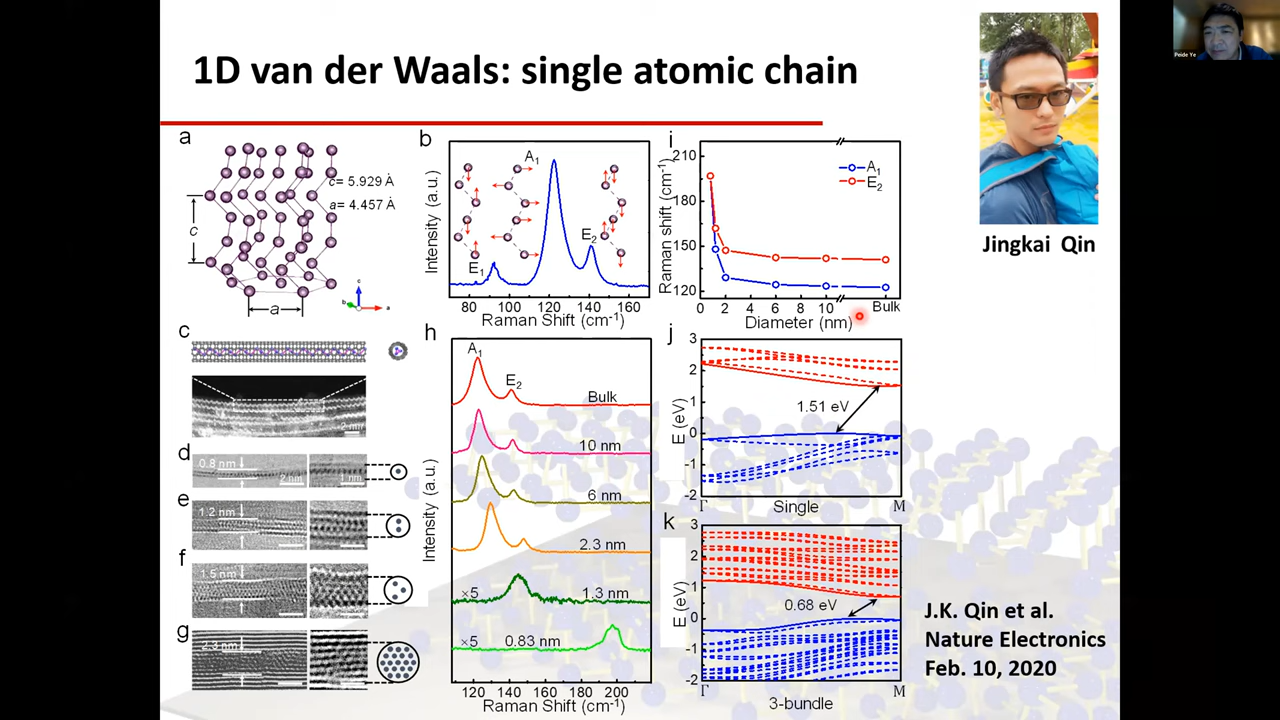 1D van der Waals: single atomic chain
Peide Ye
Jingkai Qin
a
c= 5.929 Å
a= 4.457 Å
c
a
c
b
a
b
Intensity (a.u.)
A1
E1
E2
80 100 120 140 160
Raman Shift (cm-1)
i
Raman shift (cm-1)
210
180
150
120
A1
E2
0 2 4 6 8 10 Bulk
Diameter (nm)
c
2 nm
d
0.8 nm
2 nm
1 nm
e
1.2 nm
f
1.5 nm
g
h
Intensity (a.u.)
A1
E2
Bulk
10 nm
6 nm
2.3 nm
×5 1.3 nm
×5 0.83 nm
120 140 160 180 200
Raman Shift (cm-1)
j
E (eV)
3
2
1
0
-1
-2
1.51 eV
Γ Single M
k
E (eV)
3
2
1
0
-1
-2
0.68 eV
Γ M
3-bundle
J.K. Qin et al.
Nature Electronics
Feb. 10, 2020